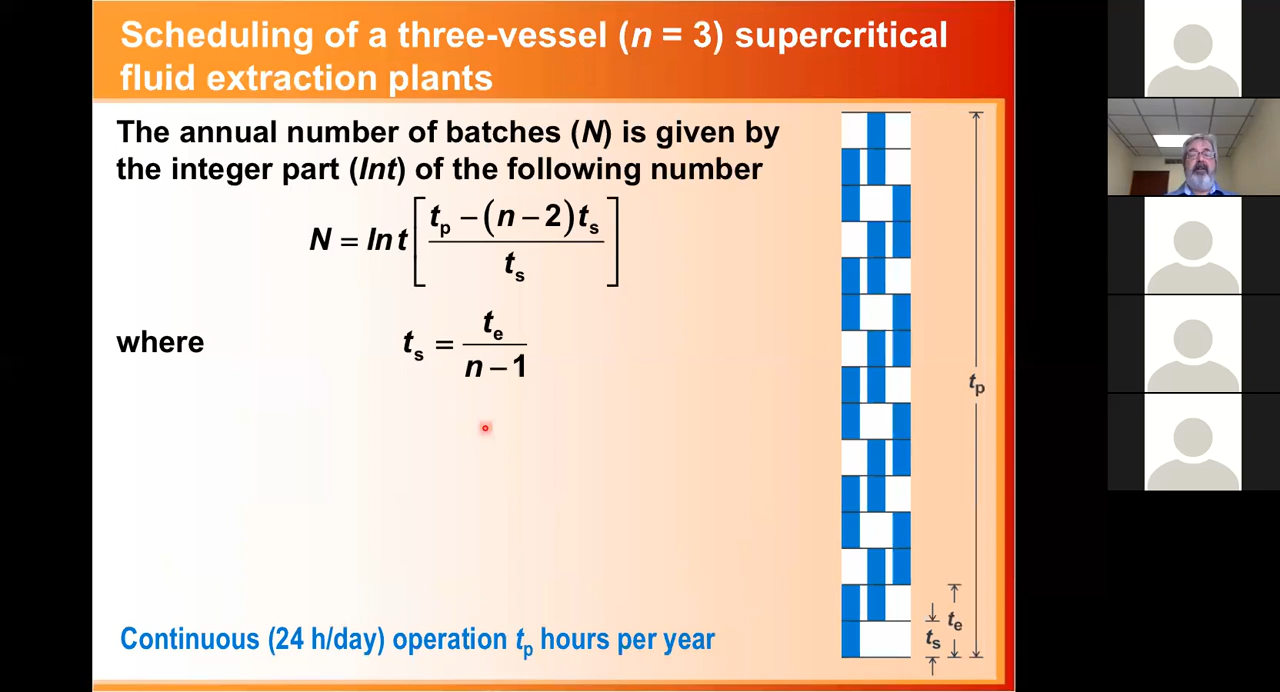 Scheduling of a three-vessel (n = 3) supercritical
fluid extraction plants
The annual number of batches (N) is given by
the integer part (Int) of the following number
N = Int[(tp − (n − 2)ts) / ts]
where ts = te / (n − 1)
Continuous (24 h/day) operation tp hours per year
tp
te
ts